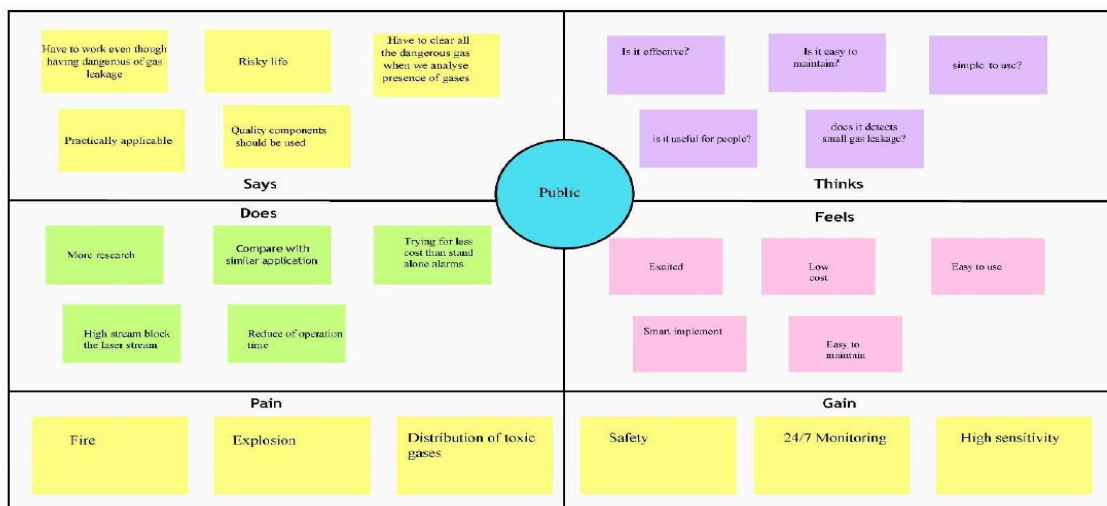 Have to work even though
having dangerous of gas
leakage
Risky life
Have to clear all
the dangerous gas
when we analyse
presence of gases
Practically applicable
Quality components
should be used
Says
Is it effective?
Is it easy to
maintain?
simple to use?
is it useful for people?
does it detects
small gas leakage?
Thinks
Public
Does
More research
Compare with
similar application
Trying for less
cost than stand
alone alarms
High stream block
the laser stream
Reduce of operation
time
Feels
Excited
Low
cost
Easy to use
Smart implement
Easy to
maintain
Pain
Fire
Explosion
Distribution of toxic
gases
Gain
Safety
24/7 Monitoring
High sensitivity